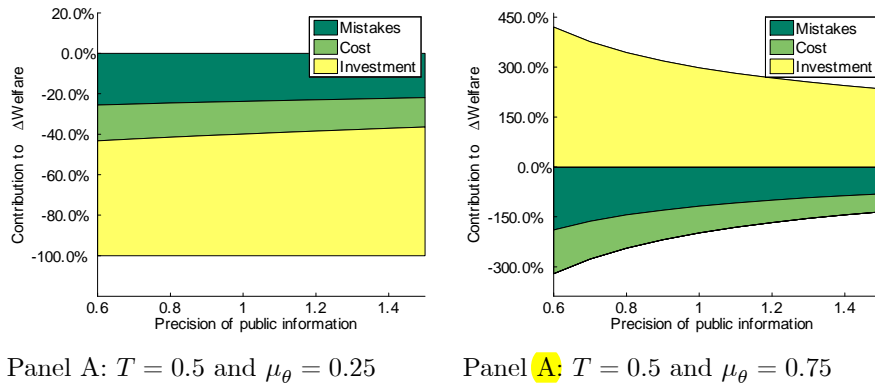 20.0%
0.0%
-20.0%
-40.0%
-60.0%
-80.0%
-100.0%
Contribution to ΔWelfare
Mistakes
Cost
Investment
0.6 0.8 1 1.2 1.4
Precision of public information
Panel A: T = 0.5 and μθ = 0.25
450.0%
300.0%
150.0%
0.0%
-150.0%
-300.0%
Contribution to ΔWelfare
Mistakes
Cost
Investment
0.6 0.8 1 1.2 1.4
Precision of public information
Panel A: T = 0.5 and μθ = 0.75